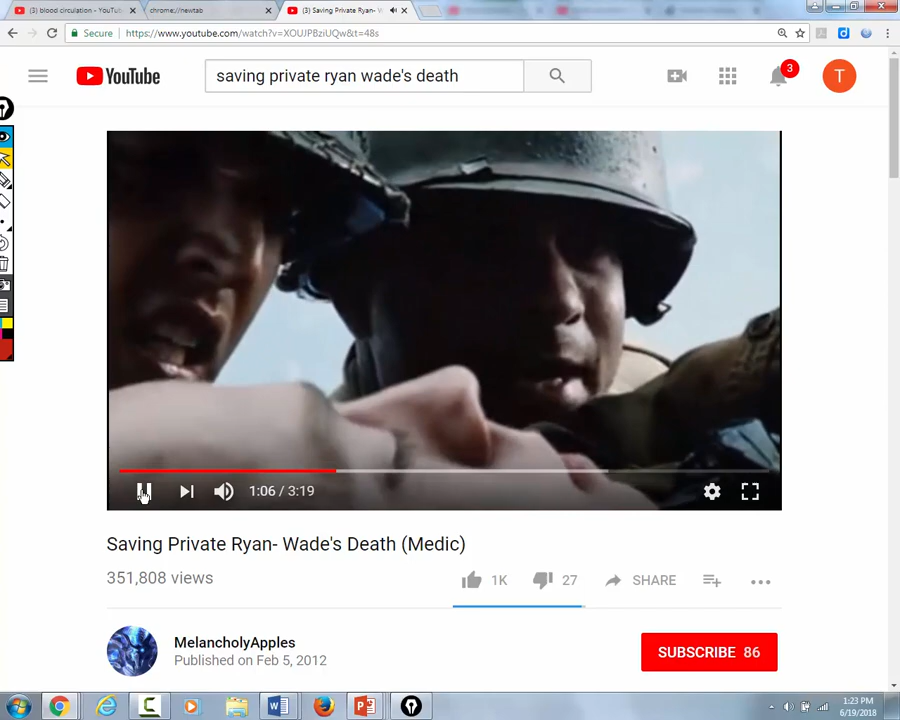 (3) blood circulation - YouTub
chrome://newtab
(3) Saving Private Ryan- W
Secure
https://www.youtube.com/watch?v=XOUJPBziUQw&t=48s
YouTube
saving private ryan wade's death
3
T
1:06 / 3:19
Saving Private Ryan- Wade's Death (Medic)
351,808 views
1K
27
SHARE
MelancholyApples
Published on Feb 5, 2012
SUBSCRIBE 86
1:23 PM
6/19/2018